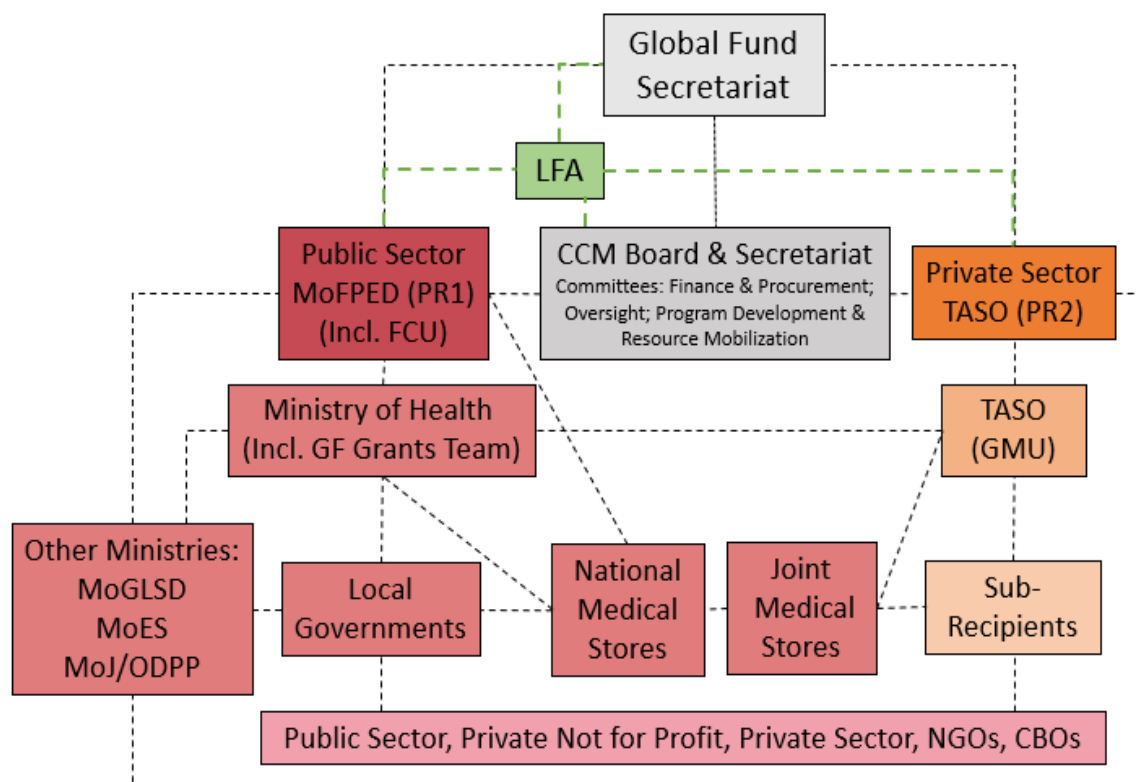 Global Fund
Secretariat
LFA
Public Sector
MoFPED (PR1)
(Incl. FCU)
CCM Board & Secretariat
Committees: Finance & Procurement;
Oversight; Program Development &
Resource Mobilization
Private Sector
TASO (PR2)
Ministry of Health
(Incl. GF Grants Team)
TASO
(GMU)
Other Ministries:
MoGLSD
MoES
MoJ/ODPP
Local
Governments
National
Medical
Stores
Joint
Medical
Stores
Sub-
Recipients
Public Sector, Private Not for Profit, Private Sector, NGOs, CBOs